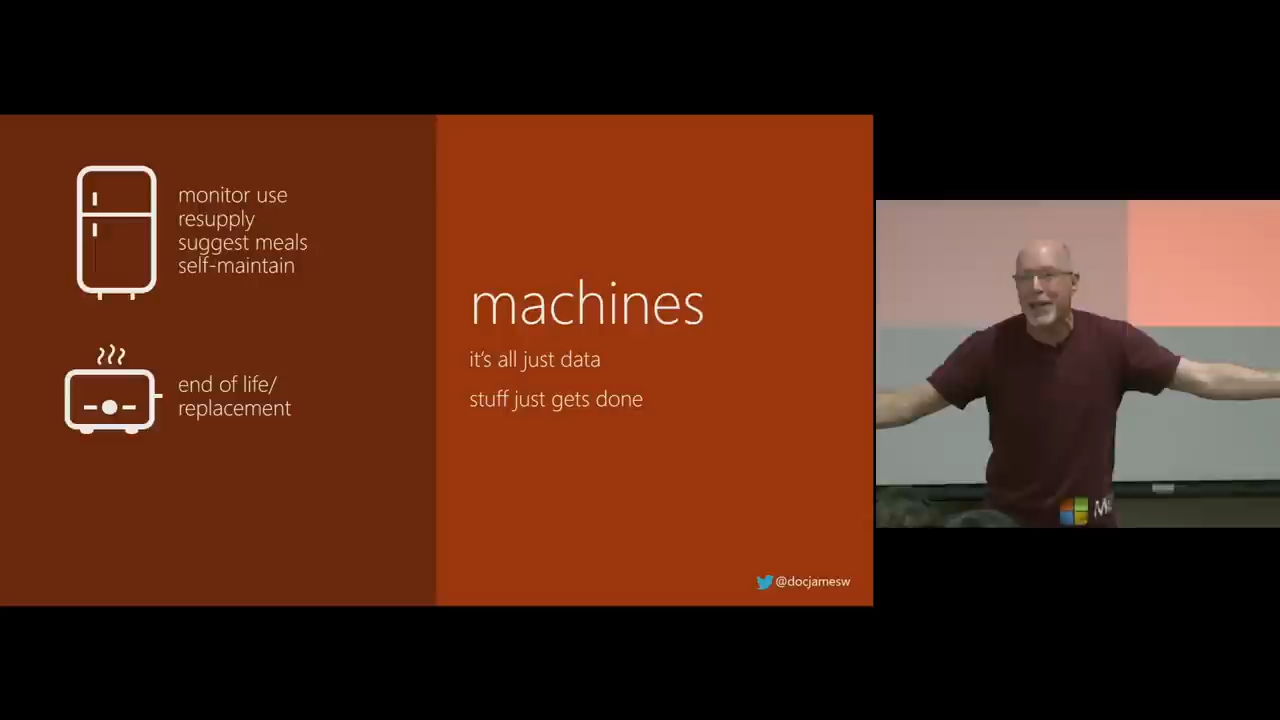 monitor use
resupply
suggest meals
self-maintain
end of life/
replacement
machines
it's all just data
stuff just gets done
@docjamesw